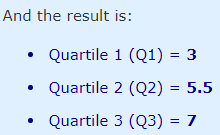 And the result is:
• Quartile 1 (Q1) = 3
• Quartile 2 (Q2) = 5.5
• Quartile 3 (Q3) = 7